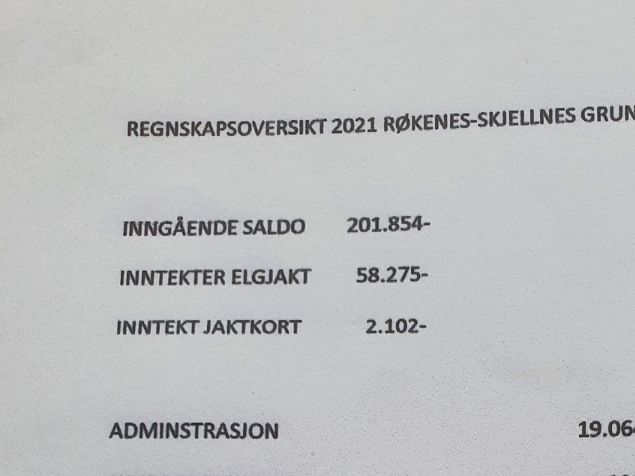 REGNSKAPSOVERSIKT 2021 RØKENES-SKJELLNES
INNGÅENDE SALDO 201.854-
INNTEKTER ELGJAKT 58.275-
INNTEKT JAKTKORT 2.102-
ADMINSTRASJON